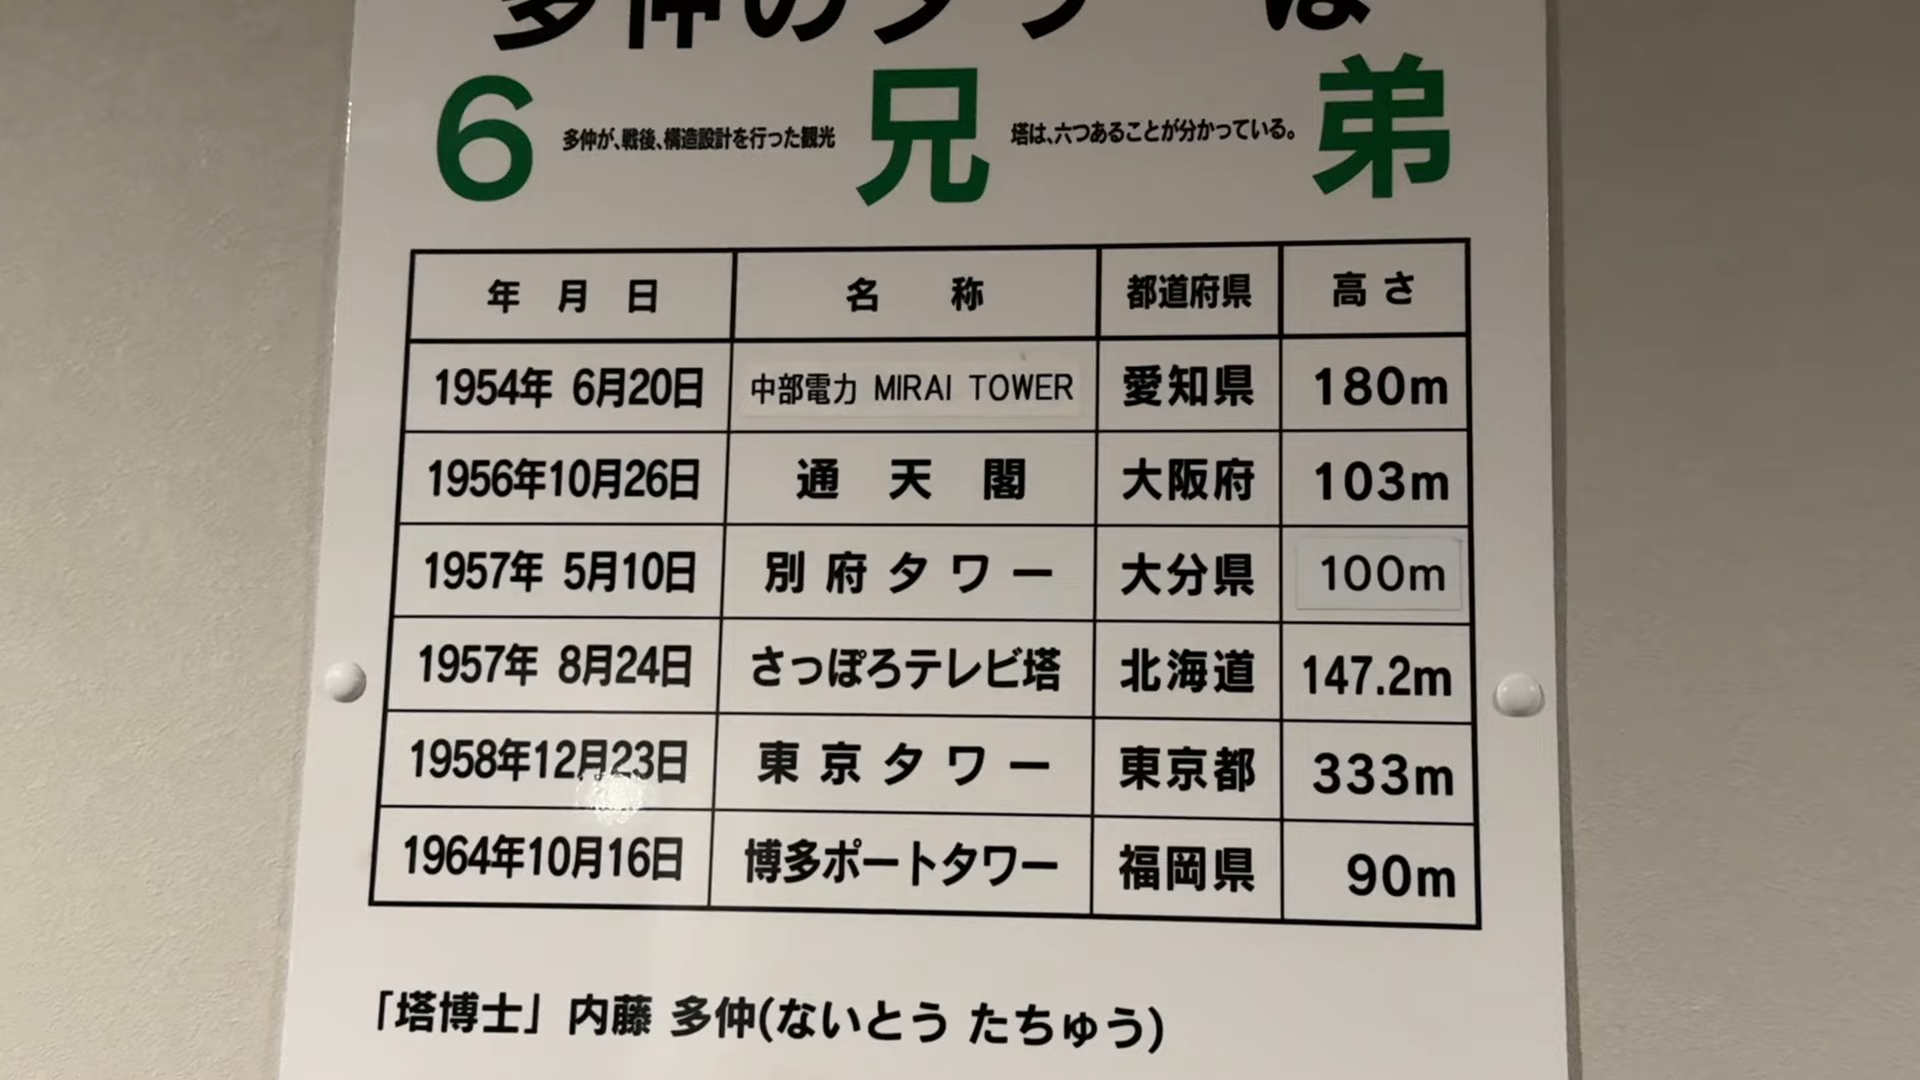 多仲のタワーは
6 多仲が、戦後、構造設計を行った観光 兄 塔は、六つあることが分かっている。 弟
年 月 日 名 称 都道府県 高さ
1954年 6月20日 中部電力 MIRAI TOWER 愛知県 180m
1956年10月26日 通天閣 大阪府 103m
1957年 5月10日 別府タワー 大分県 100m
1957年 8月24日 さっぽろテレビ塔 北海道 147.2m
1958年12月23日 東京タワー 東京都 333m
1964年10月16日 博多ポートタワー 福岡県 90m
「塔博士」内藤 多仲(ないとう たちゅう)